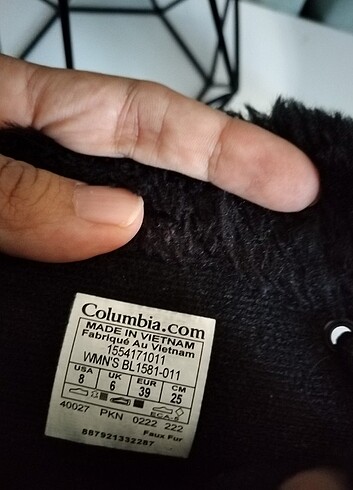 Columbia.com
MADE IN VIETNAM
Fabriqué Au Vietnam
1554171011
WMN'S BL1581-011
USA UK EUR CM
8 6 39 25
ECA-S
40027 PKN 0222 222
Faux Fur
887921332287